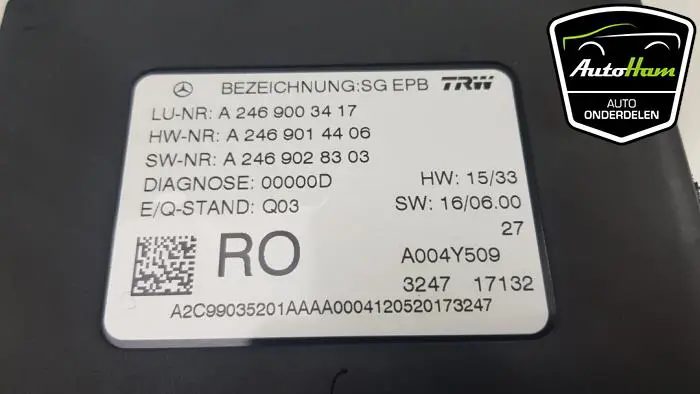 BEZEICHNUNG:SG EPB TRW
LU-NR: A 246 900 34 17
HW-NR: A 246 901 44 06
SW-NR: A 246 902 83 03
DIAGNOSE: 00000D HW: 15/33
E/Q-STAND: Q03 SW: 16/06.00
27
RO
A004Y509
3247 17132
A2C99035201AAAA0004120520173247
AutoHam
AUTO
ONDERDELEN